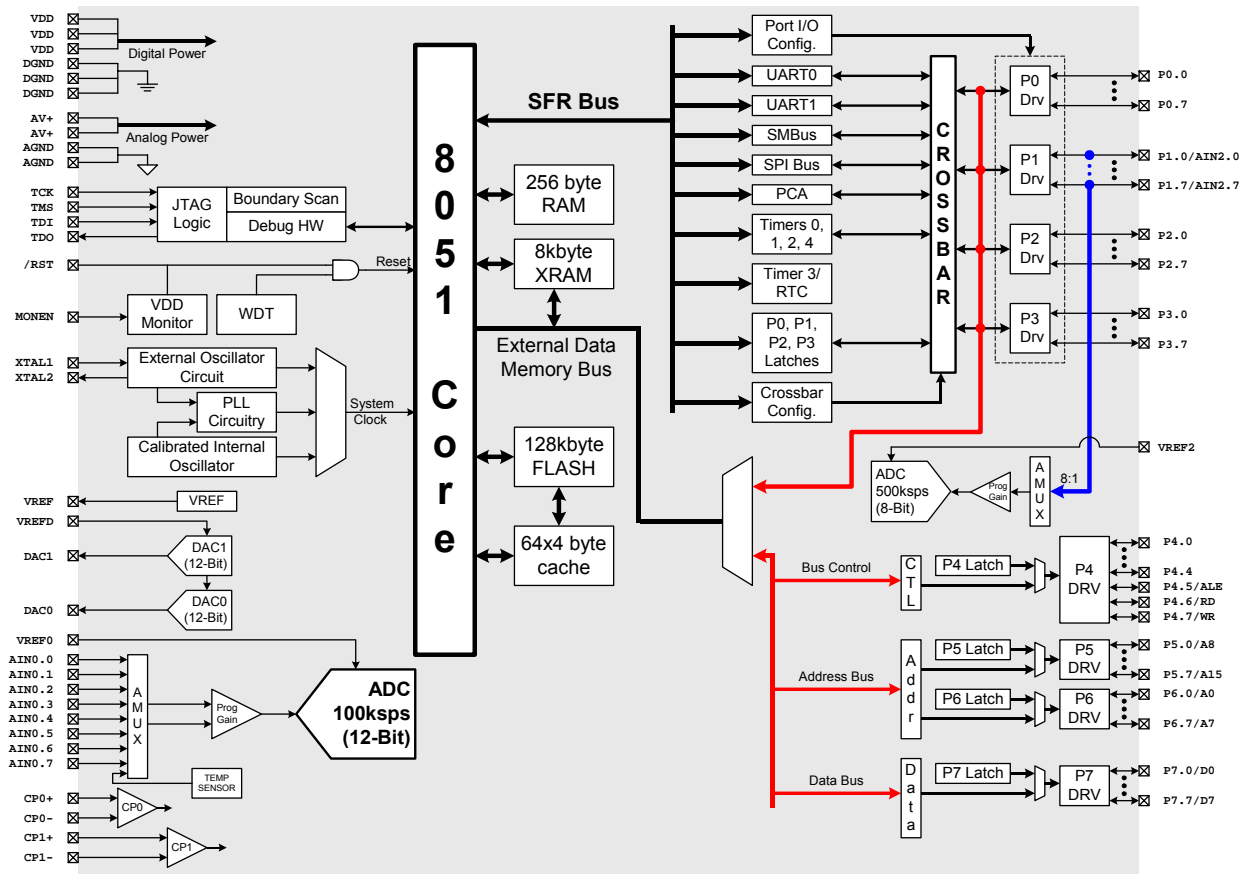 VDD
VDD
VDD
Digital Power
DGND
DGND
DGND
AV+
AV+
Analog Power
AGND
AGND
TCK
TMS
TDI
TDO
JTAG
Logic
Boundary Scan
Debug HW
/RST
Reset
MONEN
VDD
Monitor
WDT
XTAL1
XTAL2
External Oscillator
Circuit
PLL
Circuitry
Calibrated Internal
Oscillator
System
Clock
VREF
VREF
VREFD
DAC1
DAC1
(12-Bit)
DAC0
DAC0
(12-Bit)
VREF0
AIN0.0
AIN0.1
AIN0.2
AIN0.3
AIN0.4
AIN0.5
AIN0.6
AIN0.7
AMUX
Prog
Gain
ADC
100ksps
(12-Bit)
TEMP
SENSOR
CP0+
CP0-
CP0
CP1+
CP1-
CP1
8051 Core
SFR Bus
256 byte
RAM
8kbyte
XRAM
External Data
Memory Bus
128kbyte
FLASH
64x4 byte
cache
Port I/O
Config.
UART0
UART1
SMBus
SPI Bus
PCA
Timers 0,
1, 2, 4
Timer 3/
RTC
P0, P1,
P2, P3
Latches
Crossbar
Config.
CROSSBAR
P0
Drv
P1
Drv
P2
Drv
P3
Drv
P0.0
P0.7
P1.0/AIN2.0
P1.7/AIN2.7
P2.0
P2.7
P3.0
P3.7
VREF2
ADC
500ksps
(8-Bit)
Prog
Gain
AMUX
8:1
Bus Control
CTL
P4 Latch
P4
DRV
P4.0
P4.4
P4.5/ALE
P4.6/RD
P4.7/WR
Address Bus
Addr
P5 Latch
P5
DRV
P5.0/A8
P5.7/A15
P6 Latch
P6
DRV
P6.0/A0
P6.7/A7
Data Bus
Data
P7 Latch
P7
DRV
P7.0/D0
P7.7/D7